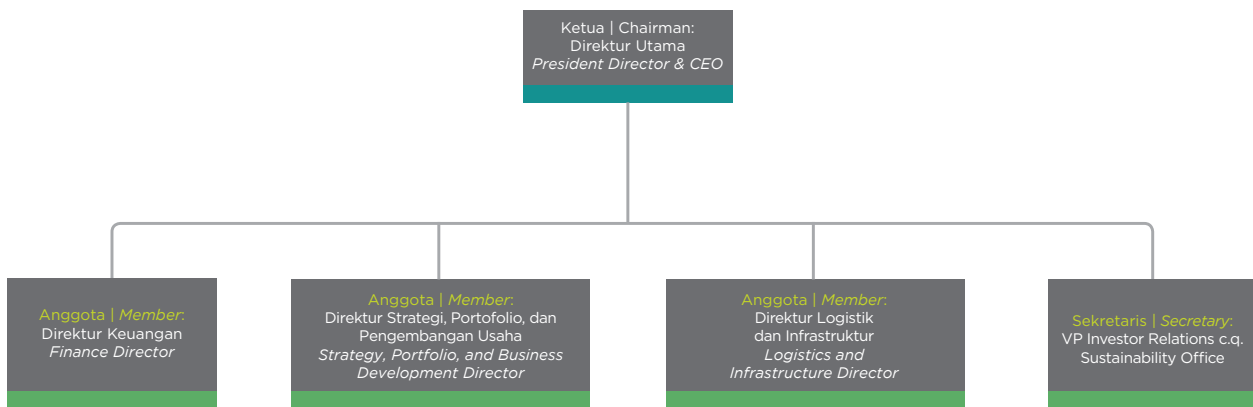 Ketua | Chairman:
Direktur Utama
President Director & CEO
Anggota | Member:
Direktur Keuangan
Finance Director
Anggota | Member:
Direktur Strategi, Portofolio, dan
Pengembangan Usaha
Strategy, Portfolio, and Business
Development Director
Anggota | Member:
Direktur Logistik
dan Infrastruktur
Logistics and
Infrastructure Director
Sekretaris | Secretary:
VP Investor Relations c.q.
Sustainability Office